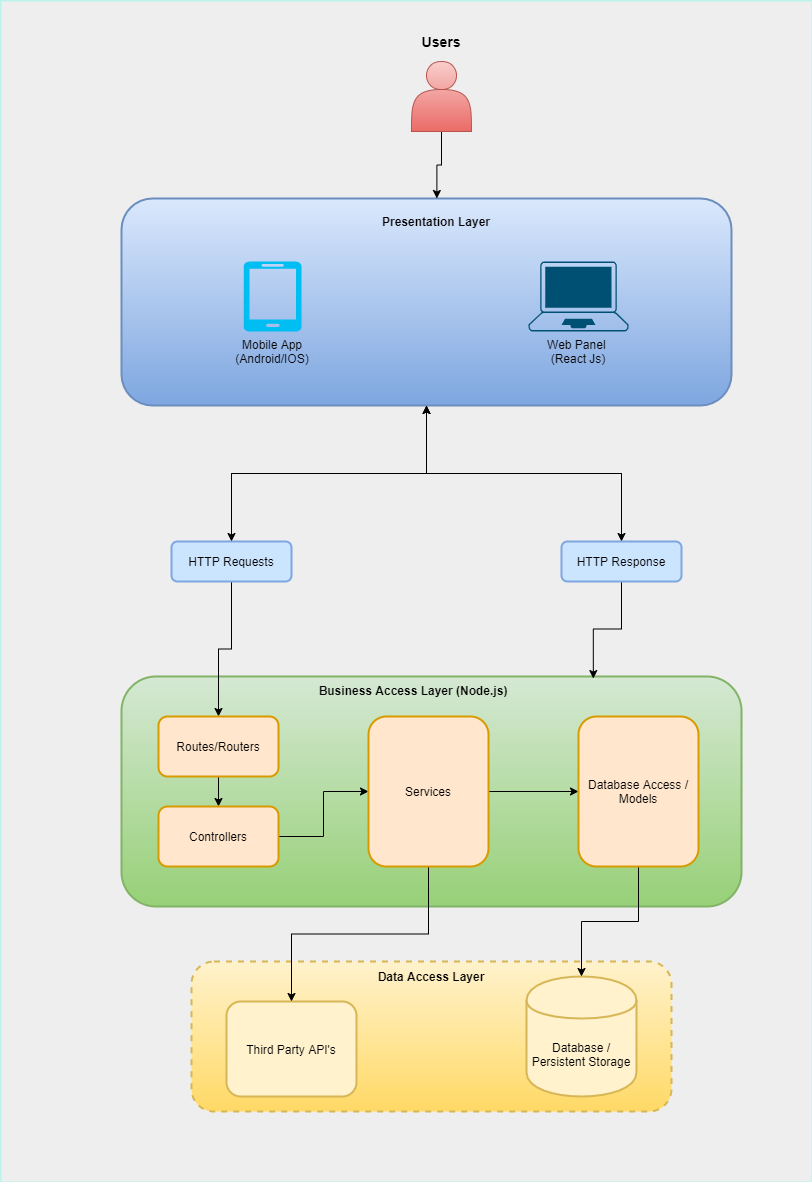 Users
Presentation Layer
Mobile App
(Android/IOS)
Web Panel
(React Js)
HTTP Requests
HTTP Response
Business Access Layer (Node.js)
Routes/Routers
Controllers
Services
Database Access /
Models
Data Access Layer
Third Party API's
Database /
Persistent Storage